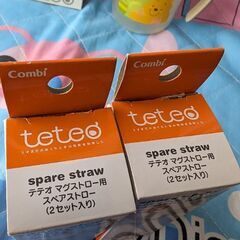 Combi
teteo
spare straw
テテオ マグストロー用
スペアストロー
(2セット入り)
Combi
teteo
spare straw
テテオ マグストロー用
スペアストロー
(2セット入り)